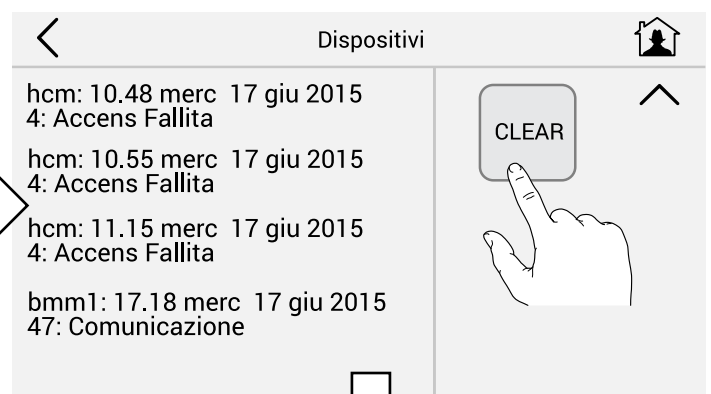 Dispositivi
hcm: 10.48 merc 17 giu 2015
4: Accens Fallita
hcm: 10.55 merc 17 giu 2015
4: Accens Fallita
hcm: 11.15 merc 17 giu 2015
4: Accens Fallita
bmm1: 17.18 merc 17 giu 2015
47: Comunicazione
CLEAR